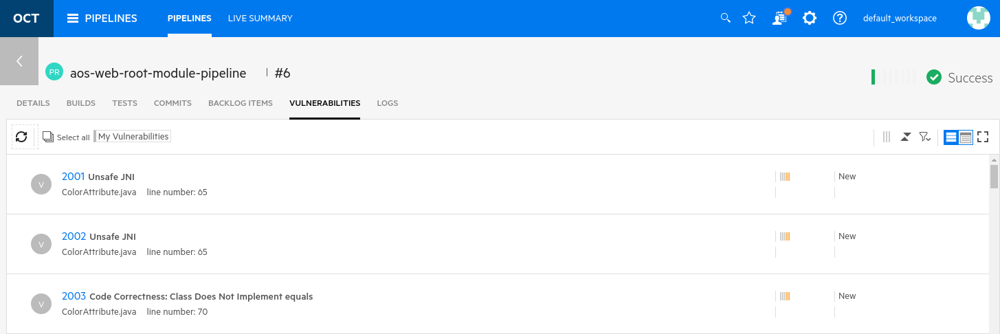 OCT PIPELINES PIPELINES LIVE SUMMARY default_workspace
PR aos-web-root-module-pipeline #6 Success
DETAILS BUILDS TESTS COMMITS BACKLOG ITEMS VULNERABILITIES LOGS
Select all My Vulnerabilities
V 2001 Unsafe JNI New
ColorAttribute.java line number: 65
V 2002 Unsafe JNI New
ColorAttribute.java line number: 65
V 2003 Code Correctness: Class Does Not Implement equals New
ColorAttribute.java line number: 70